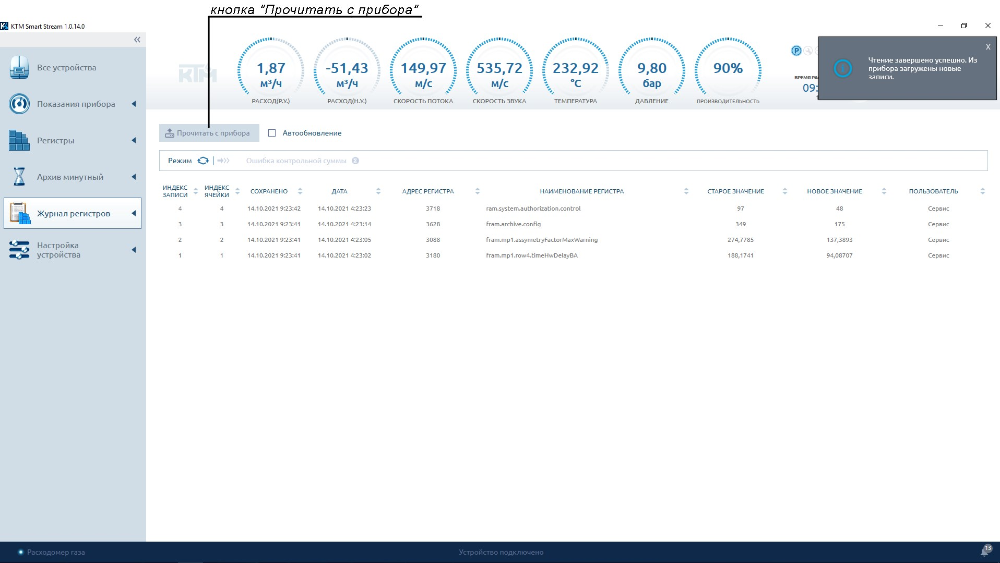 кнопка "Прочитать с прибора"
KTM Smart Stream 1.0.14.0
Все устройства
Показания прибора
Регистры
Архив минутный
Журнал регистров
Настройка
устройства
КТМ
1,87
м³/ч
РАСХОД(Р.У.)
-51,43
м³/ч
РАСХОД(Н.У.)
149,97
м/с
СКОРОСТЬ ПОТОКА
535,72
м/с
СКОРОСТЬ ЗВУКА
232,92
°C
ТЕМПЕРАТУРА
9,80
бар
ДАВЛЕНИЕ
90%
ПРОИЗВОДИТЕЛЬНОСТЬ
P
ВРЕМЯ
09:
X
Чтение завершено успешно. Из
прибора загружены новые
записи.
Прочитать с прибора Автообновление
Режим Ошибка контрольной суммы Σ
ИНДЕКС ЗАПИСИ ИНДЕКС ЯЧЕЙКИ СОХРАНЕНО ДАТА АДРЕС РЕГИСТРА НАИМЕНОВАНИЕ РЕГИСТРА СТАРОЕ ЗНАЧЕНИЕ НОВОЕ ЗНАЧЕНИЕ ПОЛЬЗОВАТЕЛЬ
4 4 14.10.2021 9:23:42 14.10.2021 4:23:23 3718 ram.system.authorization.control 97 48 Сервис
3 3 14.10.2021 9:23:41 14.10.2021 4:23:14 3628 fram.archive.config 349 175 Сервис
2 2 14.10.2021 9:23:41 14.10.2021 4:23:05 3088 fram.mp1.assymetryFactorMaxWarning 274,7785 137,3893 Сервис
1 1 14.10.2021 9:23:41 14.10.2021 4:23:02 3180 fram.mp1.row4.timeHwDelayBA 188,1741 94,08707 Сервис
Расходомер газа Устройство подключено 13